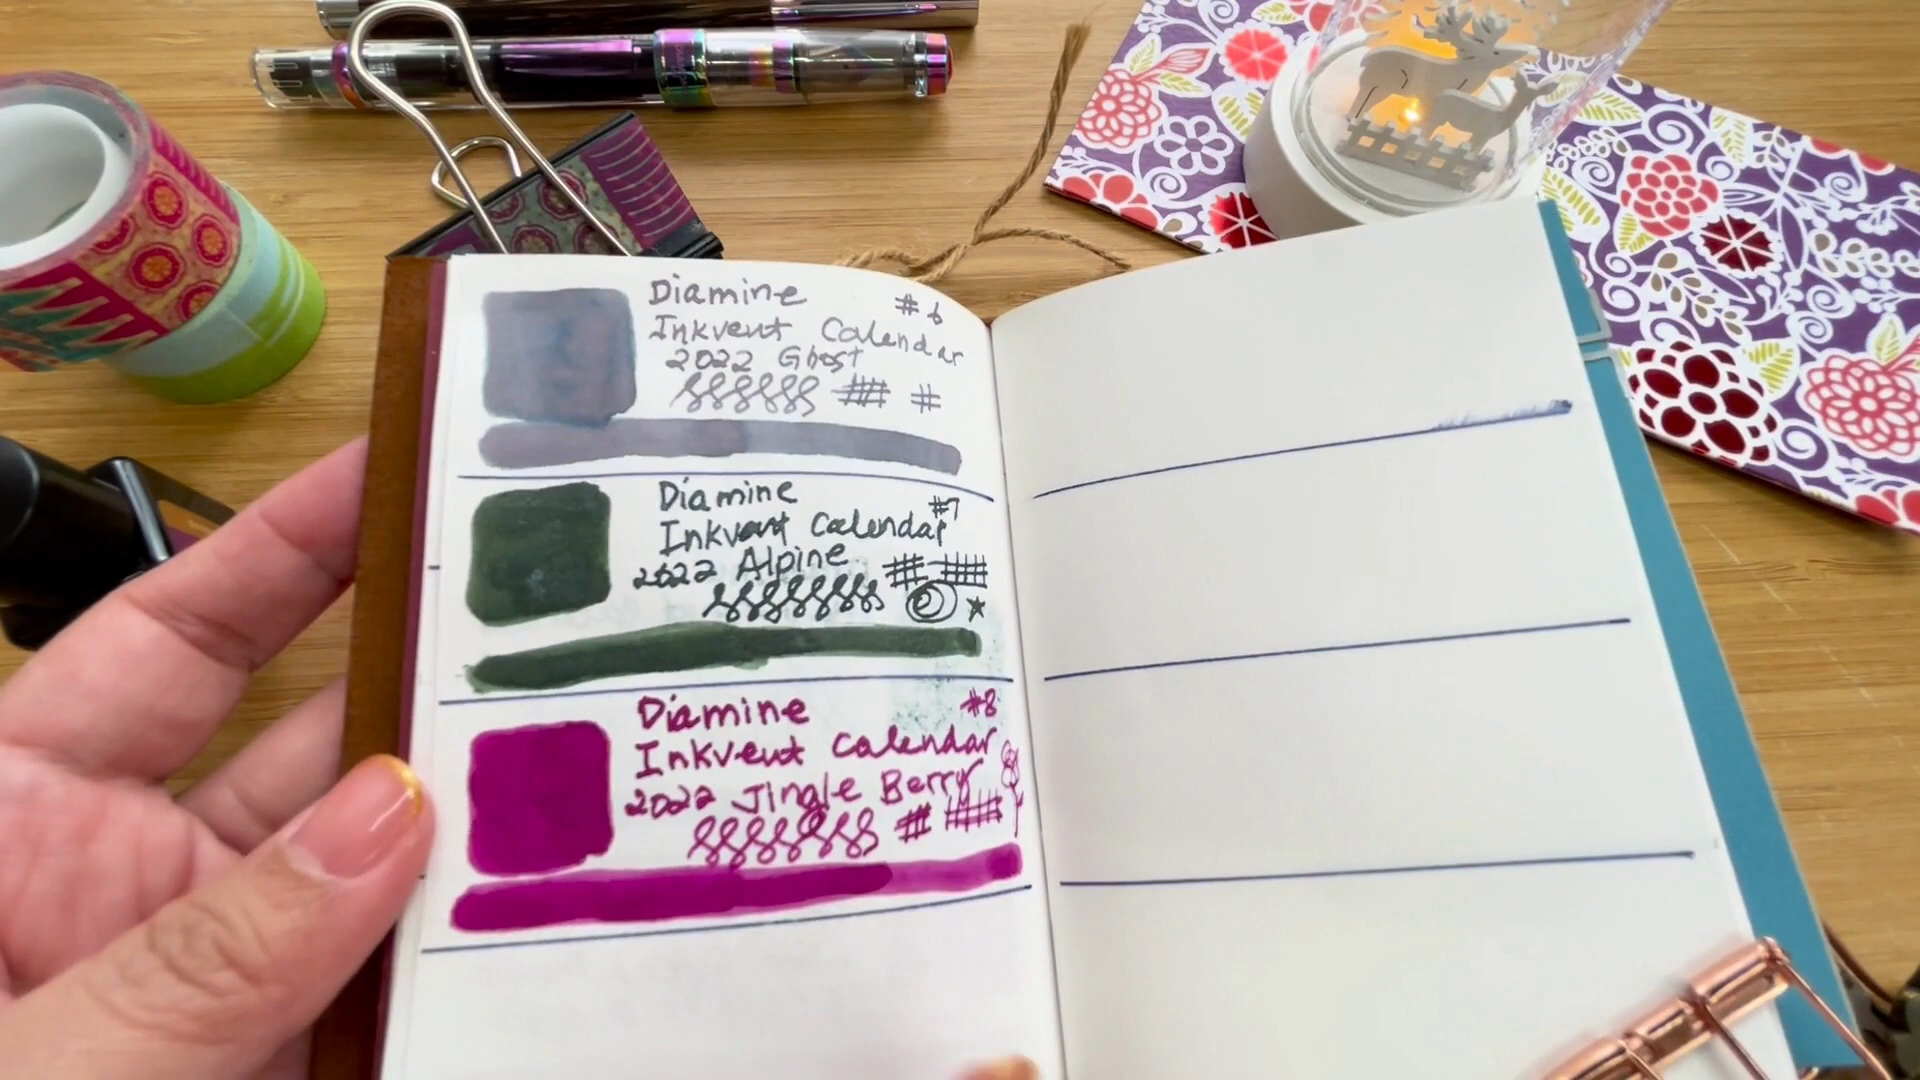 Diamine #6
Inkvent Calendar
2022 Ghost
Diamine
Inkvent Calendar #7
2022 Alpine
Diamine #8
Inkvent Calendar
2022 Jingle Berry